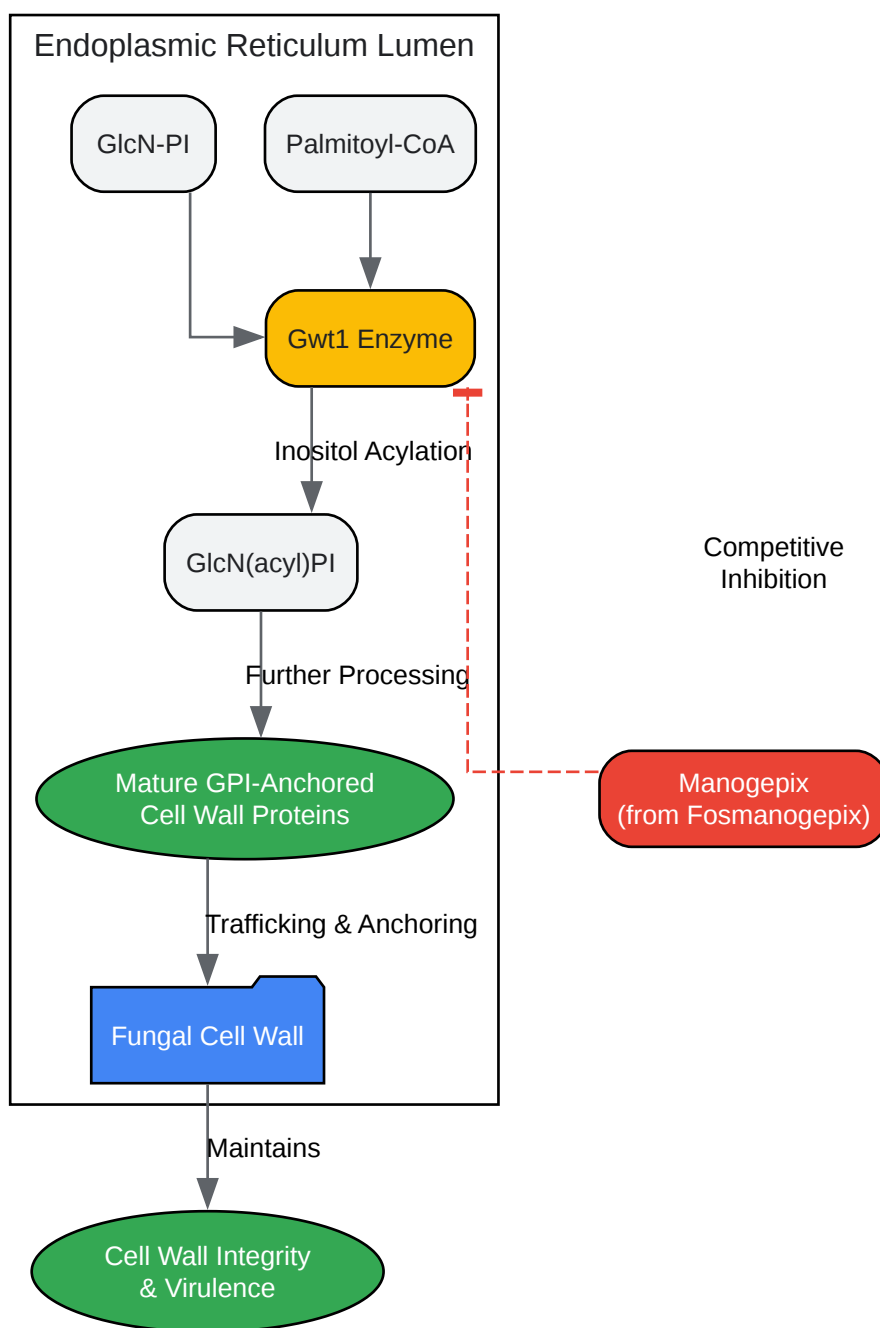 Endoplasmic Reticulum Lumen
GlcN-PI
Palmitoyl-CoA
Gwt1 Enzyme
Inositol Acylation
GlcN(acyl)PI
Competitive
Inhibition
Further Processing
Mature GPI-Anchored
Cell Wall Proteins
Manogepix
(from Fosmanogepix)
Trafficking & Anchoring
Fungal Cell Wall
Maintains
Cell Wall Integrity
& Virulence